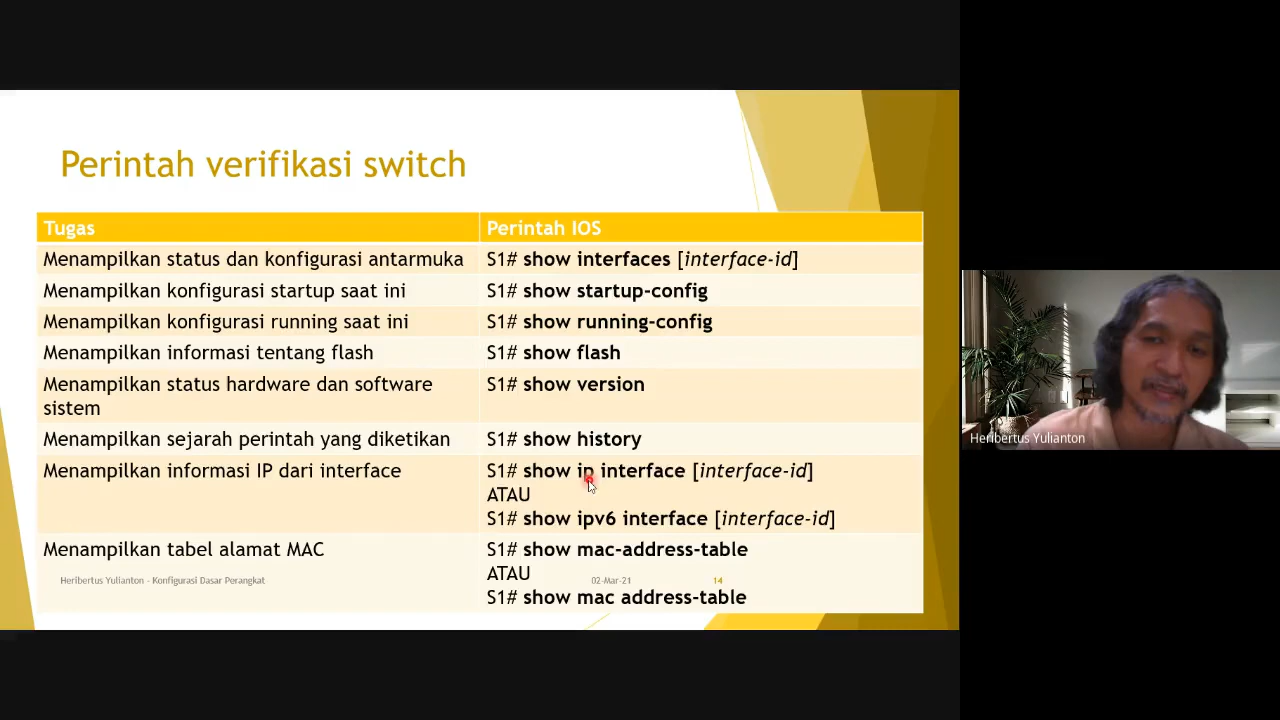 Perintah verifikasi switch
Tugas
Perintah IOS
Menampilkan status dan konfigurasi antarmuka
S1# show interfaces [interface-id]
Menampilkan konfigurasi startup saat ini
S1# show startup-config
Menampilkan konfigurasi running saat ini
S1# show running-config
Menampilkan informasi tentang flash
S1# show flash
Menampilkan status hardware dan software
sistem
S1# show version
Menampilkan sejarah perintah yang diketikan
S1# show history
Menampilkan informasi IP dari interface
S1# show ip interface [interface-id]
ATAU
S1# show ipv6 interface [interface-id]
Menampilkan tabel alamat MAC
S1# show mac-address-table
ATAU
S1# show mac address-table
Heribertus Yulianton - Konfigurasi Dasar Perangkat
02-Mar-21
14
Heribertus Yulianton